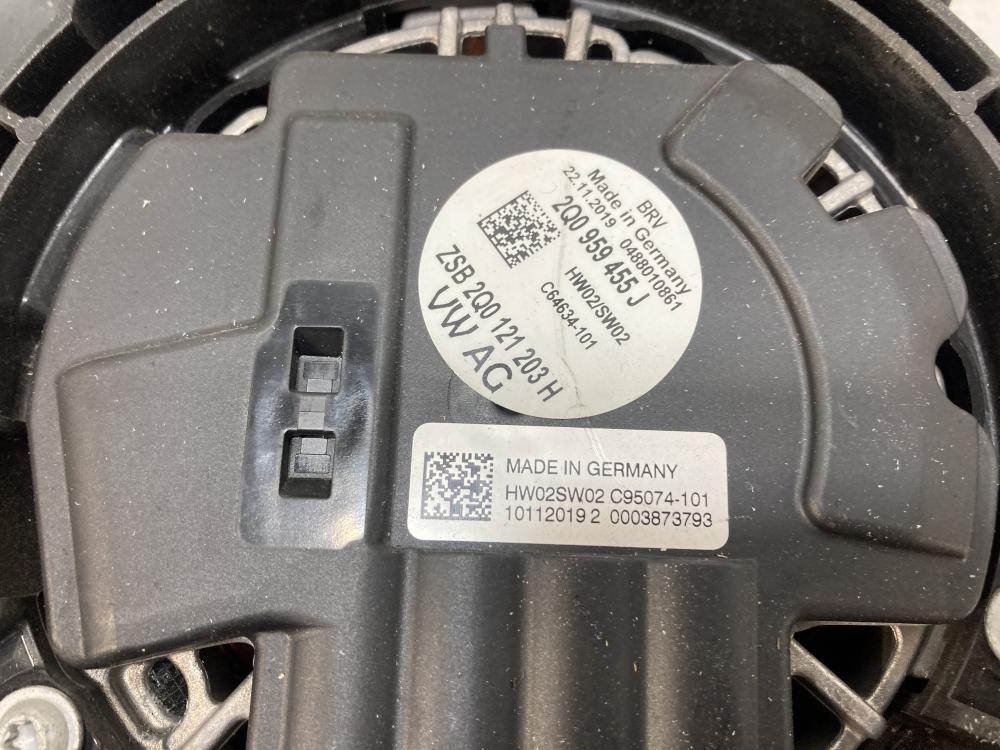 BRV
Made in Germany
22.11.2019 0488010861
2Q0 959 455 J
HW02/SW02
C64634-101
ZSB 2Q0 121 203 H
VW AG
MADE IN GERMANY
HW02SW02 C95074-101
10112019 2 0003873793